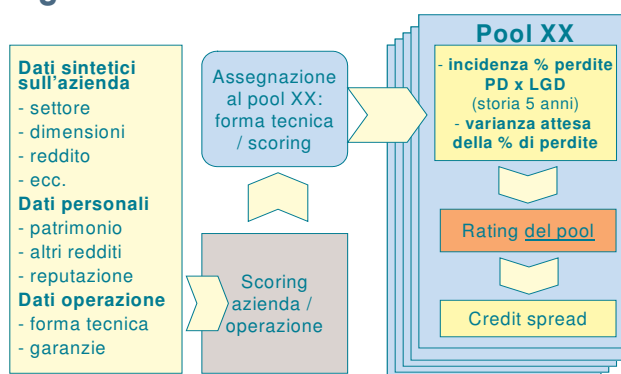 Dati sintetici
sull'azienda
- settore
- dimensioni
- reddito
- ecc.
Dati personali
- patrimonio
- altri redditi
- reputazione
Dati operazione
- forma tecnica
- garanzie
Assegnazione
al pool XX:
forma tecnica
/ scoring
Scoring
azienda /
operazione
Pool XX
- incidenza % perdite
PD x LGD
(storia 5 anni)
- varianza attesa
della % di perdite
Rating del pool
Credit spread